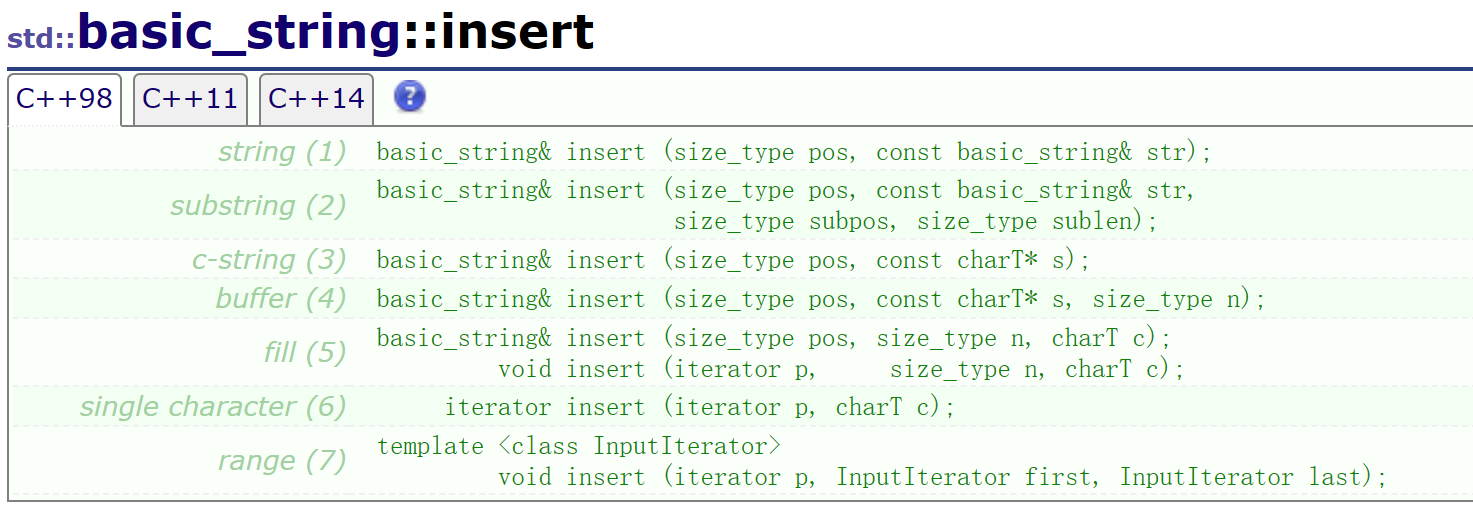 std::basic_string::insert
C++98 C++11 C++14 ?
string (1) basic_string& insert (size_type pos, const basic_string& str);
substring (2) basic_string& insert (size_type pos, const basic_string& str,
size_type subpos, size_type sublen);
c-string (3) basic_string& insert (size_type pos, const charT* s);
buffer (4) basic_string& insert (size_type pos, const charT* s, size_type n);
fill (5) basic_string& insert (size_type pos, size_type n, charT c);
void insert (iterator p, size_type n, charT c);
single character (6) iterator insert (iterator p, charT c);
range (7) template <class InputIterator>
void insert (iterator p, InputIterator first, InputIterator last);